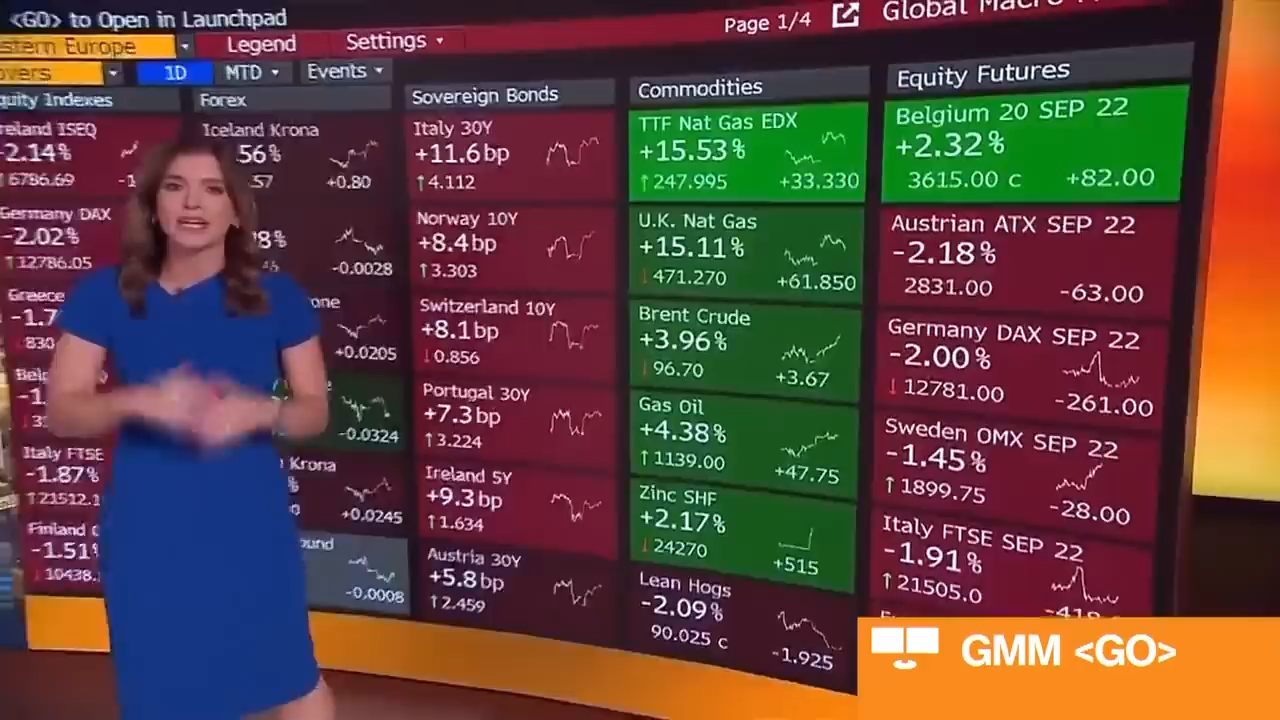 <GO> to Open in Launchpad
Page 1/4
Global Macro
stern Europe
Legend
Settings
overs
1D
MTD
Events
quity Indexes
reland ISEQ
-2.14%
6786.69
-1
Germany DAX
-2.02%
12786.05
Greece
-1.7
830
Belg
-1.
Italy FTSE
-1.87%
21512.1
Finland
-1.51%
10438.
Forex
Iceland Krona
.56%
.57
+0.80
8%
-0.0028
one
+0.0205
-0.0324
Krona
%
+0.0245
ound
-0.0008
Sovereign Bonds
Italy 30Y
+11.6bp
↑4.112
Norway 10Y
+8.4bp
↑3.303
Switzerland 10Y
+8.1bp
↓0.856
Portugal 30Y
+7.3bp
↑3.224
Ireland 5Y
+9.3bp
↑1.634
Austria 30Y
+5.8bp
↑2.459
Commodities
TTF Nat Gas EDX
+15.53%
↑247.995 +33.330
U.K. Nat Gas
+15.11%
↓471.270 +61.850
Brent Crude
+3.96%
↓96.70 +3.67
Gas Oil
+4.38%
↑1139.00 +47.75
Zinc SHF
+2.17%
↓24270 +515
Lean Hogs
-2.09%
90.025 c -1.925
Equity Futures
Belgium 20 SEP 22
+2.32%
3615.00 c +82.00
Austrian ATX SEP 22
-2.18%
2831.00 -63.00
Germany DAX SEP 22
-2.00%
↓12781.00 -261.00
Sweden OMX SEP 22
-1.45%
↑1899.75 -28.00
Italy FTSE SEP 22
-1.91%
↑21505.0
GMM <GO>